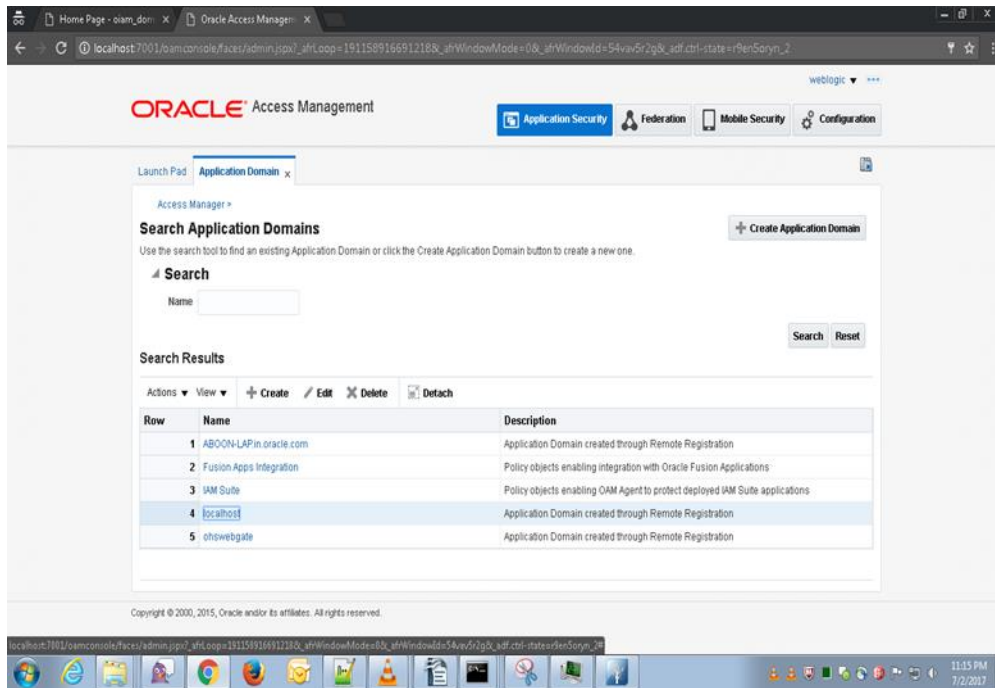 Home Page - oiam_dom x
Oracle Access Managem x
localhost:7001/oamconsole/faces/admin.jspx?_afrLoop=19115891669121&_afrWindowMode=0&_afrWindowId=54vav5r2g&_adf.ctrl-state=r9en5oryn_2
weblogic
ORACLE Access Management
Application Security
Federation
Mobile Security
Configuration
Launch Pad
Application Domain x
Access Manager >
Search Application Domains
Create Application Domain
Use the search tool to find an existing Application Domain or click the Create Application Domain button to create a new one.
Search
Name
Search Reset
Search Results
Actions View Create Edit Delete Detach
Row Name Description
1 ABOON-LAP.in.oracle.com Application Domain created through Remote Registration
2 Fusion Apps Integration Policy objects enabling integration with Oracle Fusion Applications
3 IAM Suite Policy objects enabling OAM Agent to protect deployed IAM Suite applications
4 localhost Application Domain created through Remote Registration
5 ohswebgate Application Domain created through Remote Registration
Copyright © 2000, 2015, Oracle and/or its affiliates. All rights reserved.
11:15 PM
7/2/2017